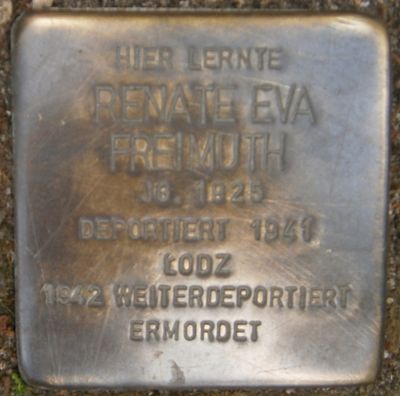 HIER LERNTE
RENATE EVA
FREIMUTH
JG. 1925
DEPORTIERT 1941
ŁODZ
1942 WEITERDEPORTIERT
ERMORDET